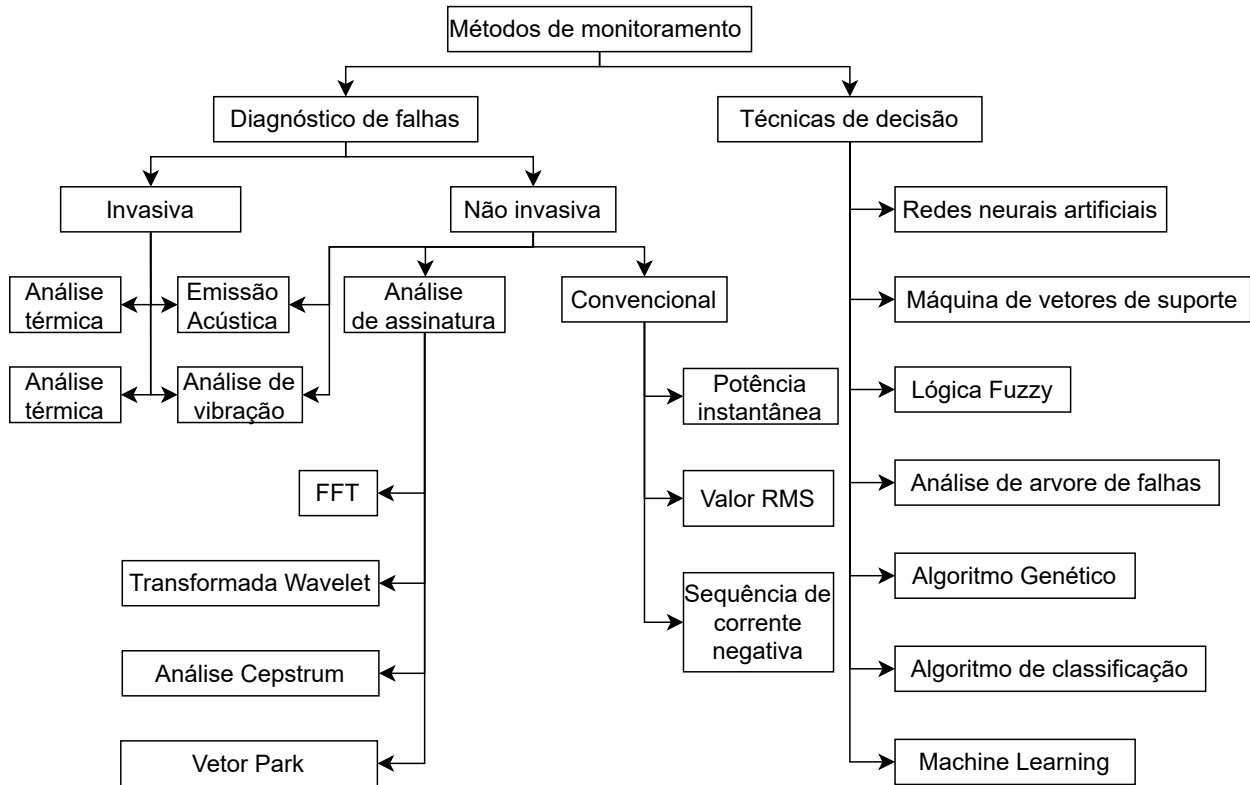 Métodos de monitoramento
Diagnóstico de falhas
Técnicas de decisão
Invasiva
Não invasiva
Redes neurais artificiais
Análise
térmica
Emissão
Acústica
Análise
de assinatura
Convencional
Máquina de vetores de suporte
Análise
térmica
Análise de
vibração
Potência
instantânea
Lógica Fuzzy
FFT
Valor RMS
Análise de arvore de falhas
Transformada Wavelet
Sequência de
corrente
negativa
Algoritmo Genético
Análise Cepstrum
Algoritmo de classificação
Vetor Park
Machine Learning